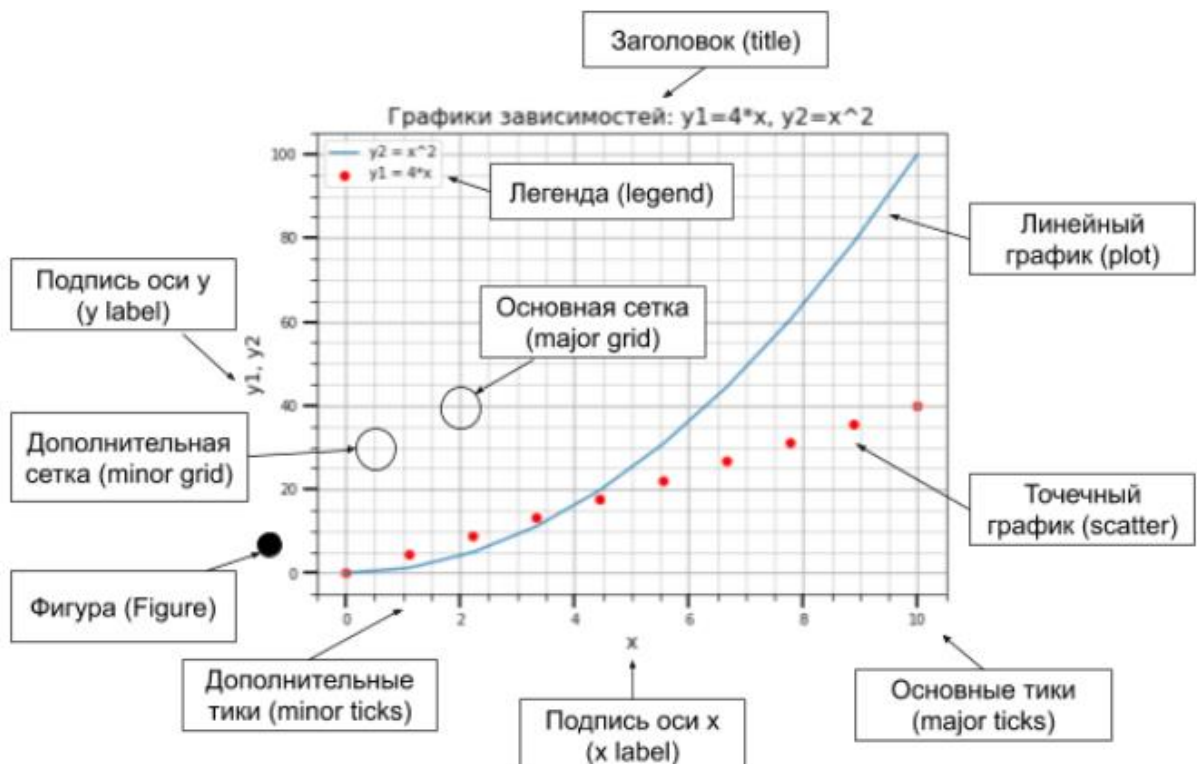 Заголовок (title)
Графики зависимостей: y1=4*x, y2=x^2
y2 = x^2
y1 = 4*x
Легенда (legend)
Линейный
график (plot)
Подпись оси y
(y label)
Основная сетка
(major grid)
y1, y2
Дополнительная
сетка (minor grid)
Точечный
график (scatter)
Фигура (Figure)
100
80
60
40
20
0
0 2 4 6 8 10
x
Дополнительные
тики (minor ticks)
Подпись оси x
(x label)
Основные тики
(major ticks)